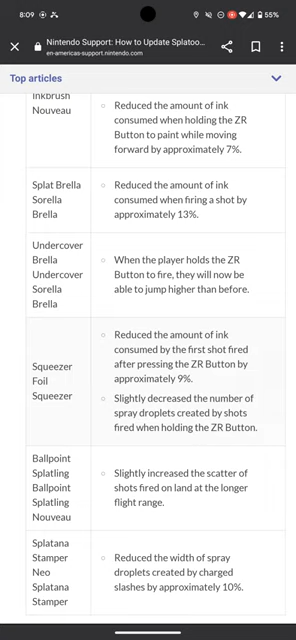 8:09
55%
Nintendo Support: How to Update Splatoo...
en-americas-support.nintendo.com
Top articles
Inkbrush
Nouveau
Reduced the amount of ink
consumed when holding the ZR
Button to paint while moving
forward by approximately 7%.
Splat Brella
Sorella
Brella
Reduced the amount of ink
consumed when firing a shot by
approximately 13%.
Undercover
Brella
Undercover
Sorella
Brella
When the player holds the ZR
Button to fire, they will now be
able to jump higher than before.
Squeezer
Foil
Squeezer
Reduced the amount of ink
consumed by the first shot fired
after pressing the ZR Button by
approximately 9%.
Slightly decreased the number of
spray droplets created by shots
fired when holding the ZR Button.
Ballpoint
Splatling
Ballpoint
Splatling
Nouveau
Slightly increased the scatter of
shots fired on land at the longer
flight range.
Splatana
Stamper
Neo
Splatana
Stamper
Reduced the width of spray
droplets created by charged
slashes by approximately 10%.